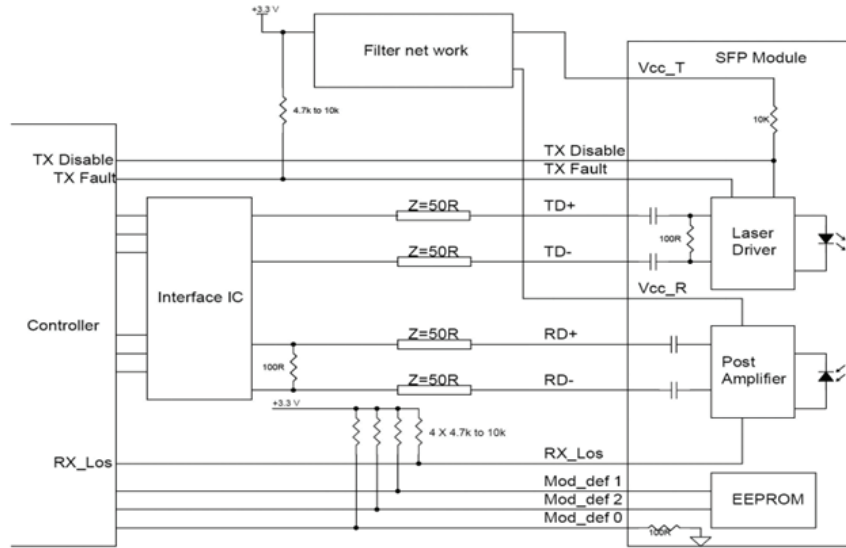 +3.3 V
Filter net work
SFP Module
Vcc_T
4.7k to 10k
10K
TX Disable
TX Disable
TX Fault
TX Fault
Z=50R
TD+
Laser
Driver
100R
Z=50R
TD-
Interface IC
Vcc_R
Controller
Z=50R
RD+
Post
Amplifier
100R
Z=50R
RD-
+3.3 V
4 X 4.7k to 10k
RX_Los
RX_Los
Mod_def 1
EEPROM
Mod_def 2
Mod_def 0
100R